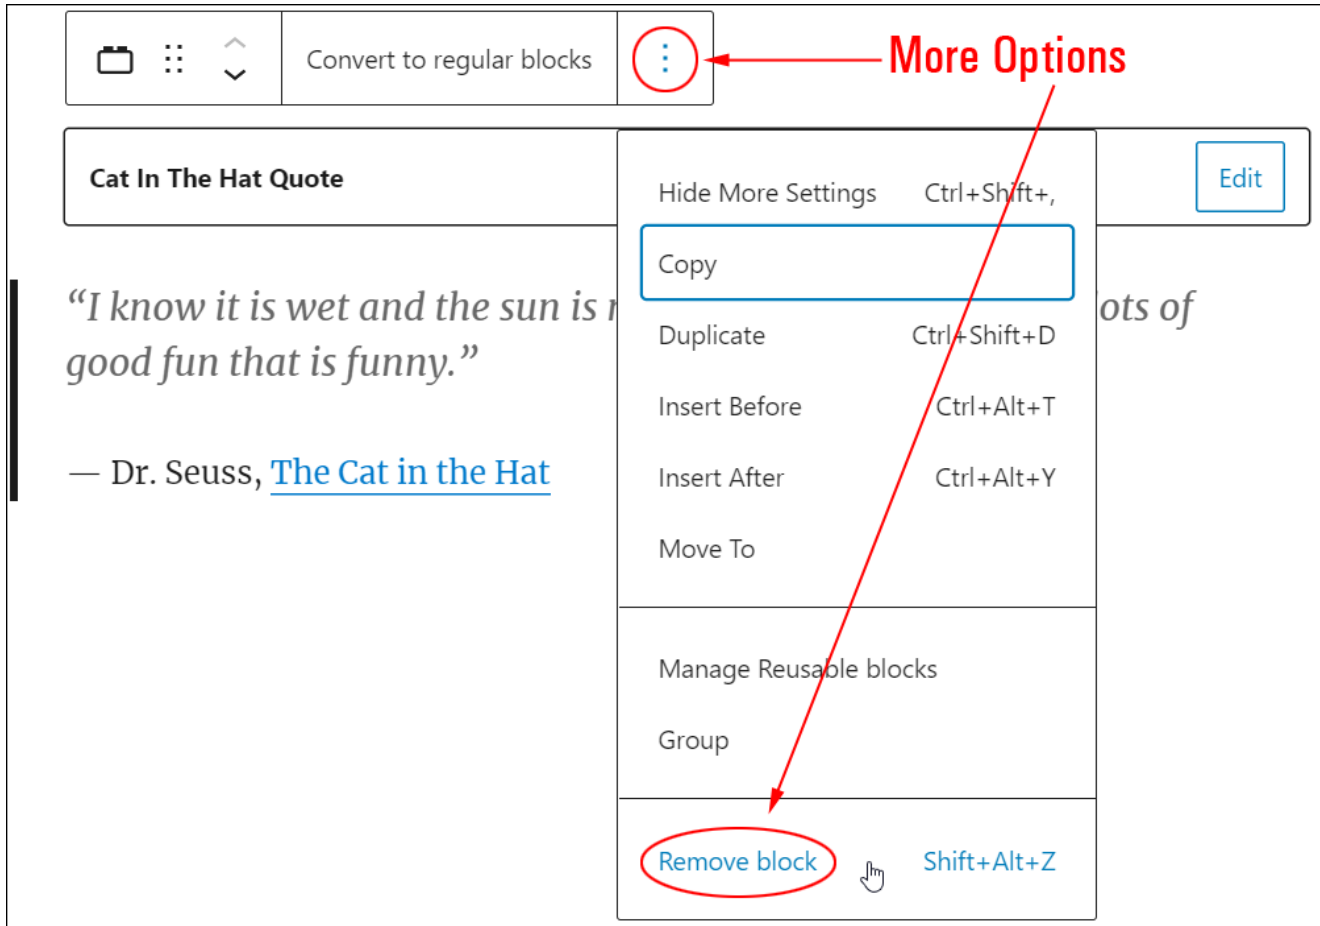 Convert to regular blocks
More Options
Cat In The Hat Quote
Edit
Hide More Settings Ctrl+Shift+,
Copy
“I know it is wet and the sun is ots of
good fun that is funny.”
— Dr. Seuss, The Cat in the Hat
Duplicate Ctrl+Shift+D
Insert Before Ctrl+Alt+T
Insert After Ctrl+Alt+Y
Move To
Manage Reusable blocks
Group
Remove block Shift+Alt+Z